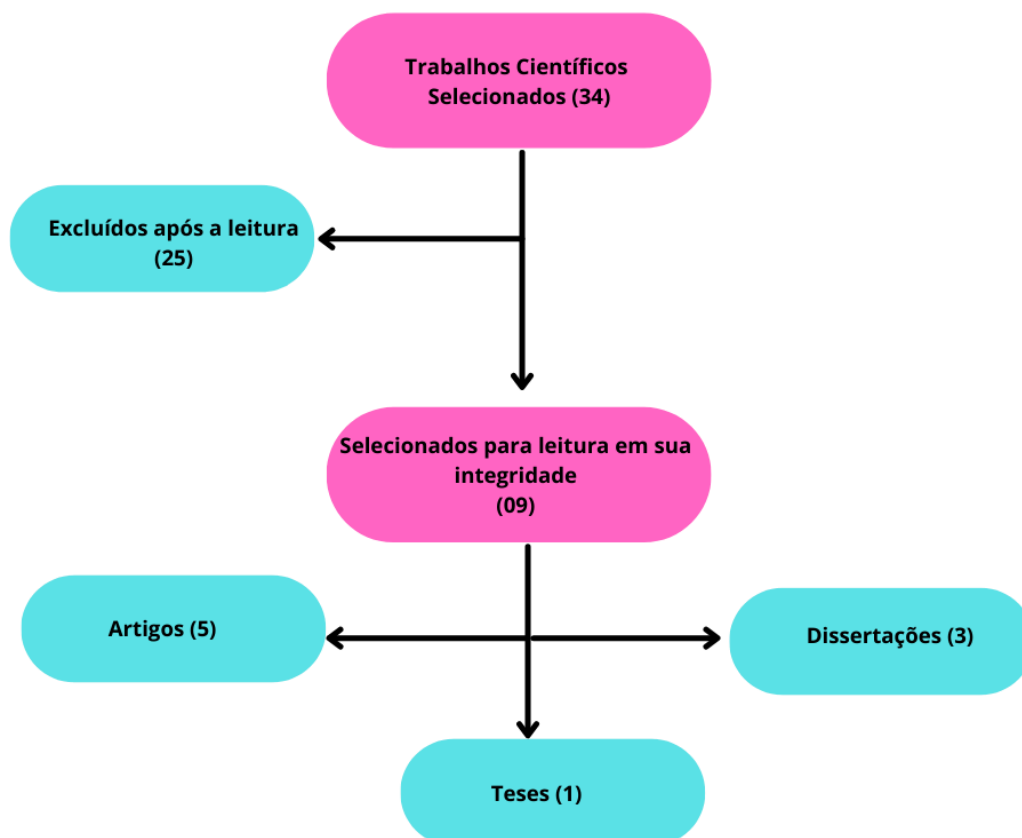 Trabalhos Científicos
Selecionados (34)
Excluídos após a leitura
(25)
Selecionados para leitura em sua
integridade
(09)
Artigos (5)
Dissertações (3)
Teses (1)